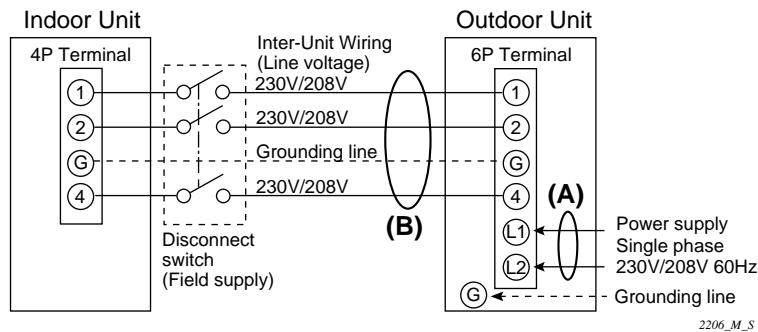 Indoor Unit
Outdoor Unit
4P Terminal
Inter-Unit Wiring
(Line voltage)
6P Terminal
1
230V/208V
1
2
230V/208V
2
G
Grounding line
G
4
230V/208V
4
(A)
(B)
Disconnect
switch
(Field supply)
L1
Power supply
Single phase
L2
230V/208V 60Hz
G
Grounding line
2206_M_S